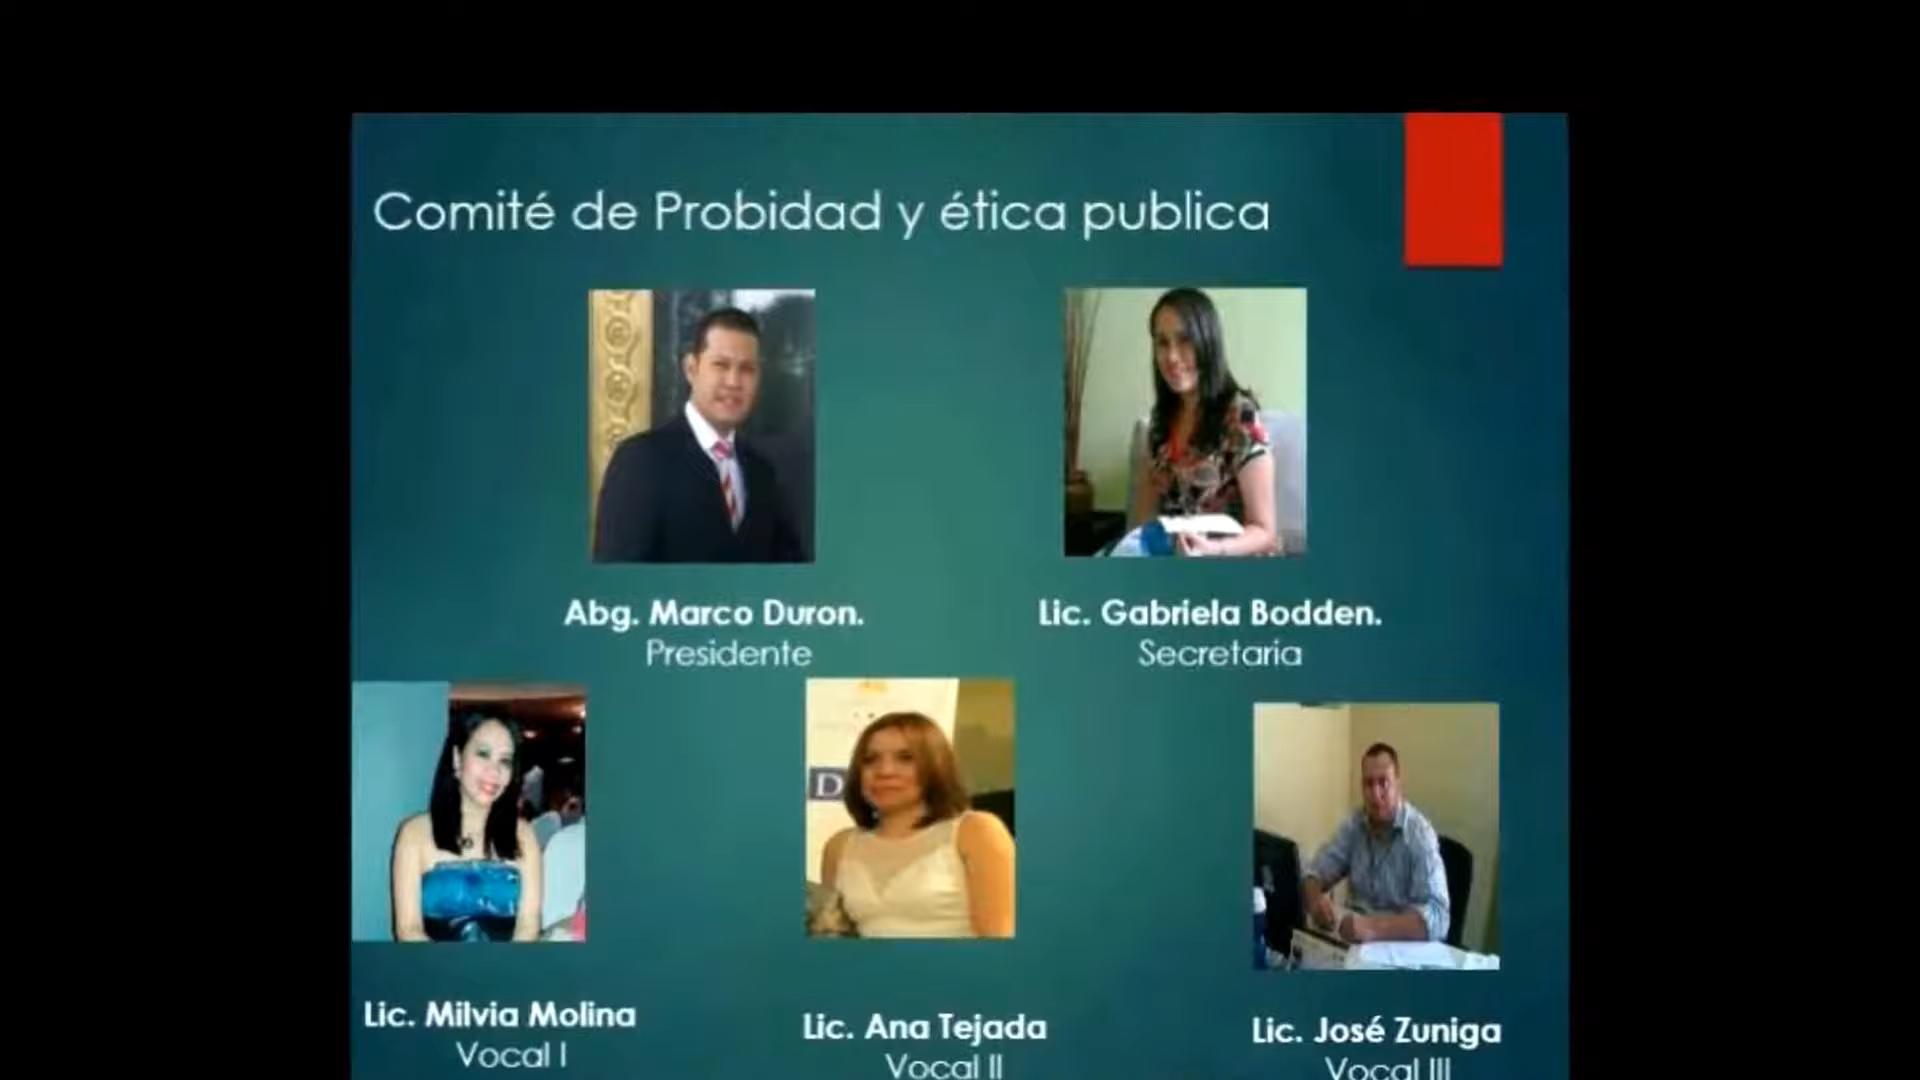 Comité de Probidad y ética publica
Abg. Marco Duron.
Presidente
Lic. Gabriela Bodden.
Secretaria
D
Lic. Milvia Molina
Vocal I
Lic. Ana Tejada
Vocal II
Lic. José Zuniga
Vocal III